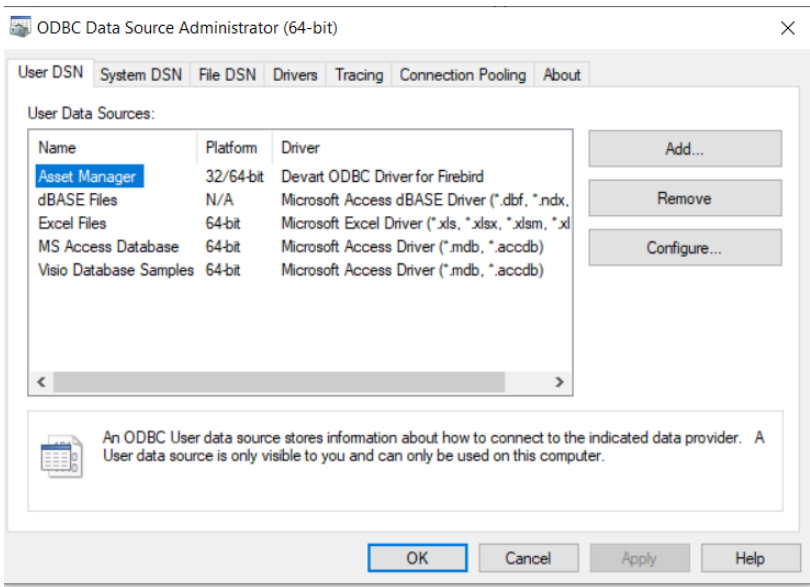 ODBC Data Source Administrator (64-bit)
User DSN System DSN File DSN Drivers Tracing Connection Pooling About
User Data Sources:
Name Platform Driver
Asset Manager 32/64-bit Devart ODBC Driver for Firebird
dBASE Files N/A Microsoft Access dBASE Driver (*.dbf, *.ndx,
Excel Files 64-bit Microsoft Excel Driver (*.xls, *.xlsx, *.xlsm, *.xl
MS Access Database 64-bit Microsoft Access Driver (*.mdb, *.accdb)
Visio Database Samples 64-bit Microsoft Access Driver (*.mdb, *.accdb)
Add...
Remove
Configure...
An ODBC User data source stores information about how to connect to the indicated data provider. A
User data source is only visible to you and can only be used on this computer.
OK Cancel Apply Help